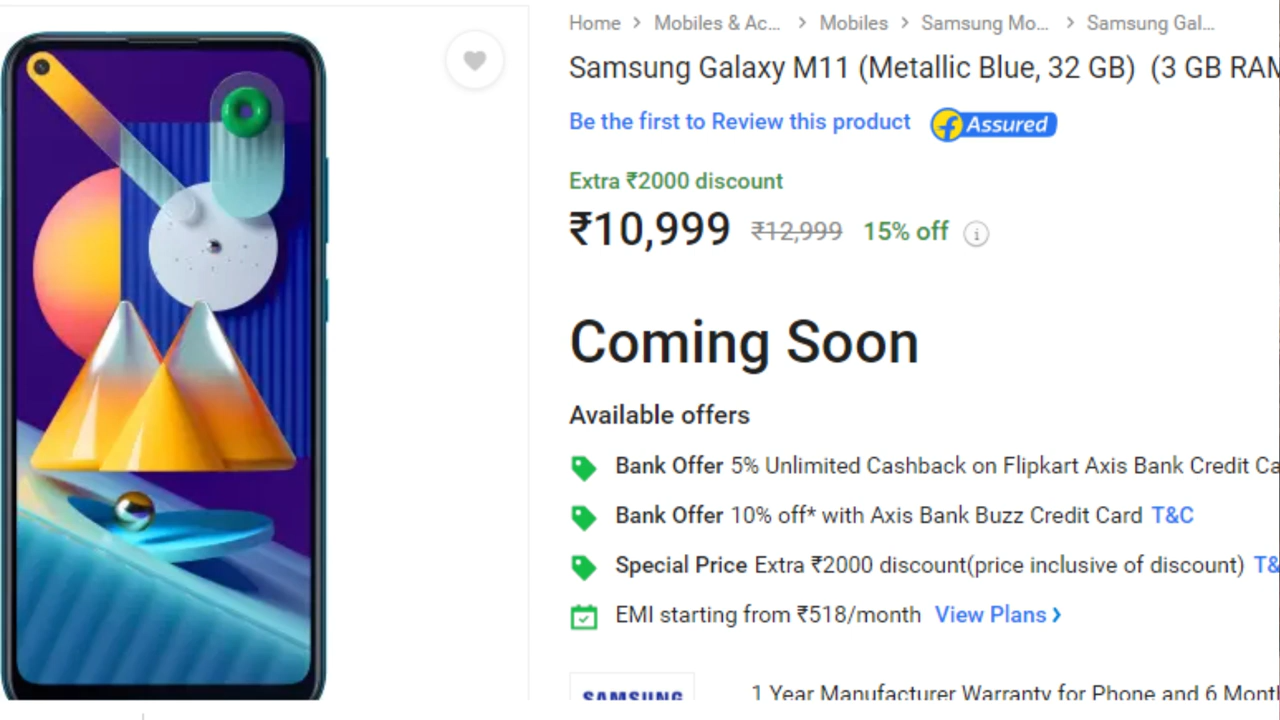 Home > Mobiles & Ac... > Mobiles > Samsung Mo... > Samsung Gal...
Samsung Galaxy M11 (Metallic Blue, 32 GB) (3 GB RAM
Be the first to Review this product Assured
Extra ₹2000 discount
₹10,999 ₹12,999 15% off
Coming Soon
Available offers
Bank Offer 5% Unlimited Cashback on Flipkart Axis Bank Credit Ca
Bank Offer 10% off* with Axis Bank Buzz Credit Card T&C
Special Price Extra ₹2000 discount(price inclusive of discount) T&
EMI starting from ₹518/month View Plans >
SAMSUNG 1 Year Manufacturer Warranty for Phone and 6 Mont